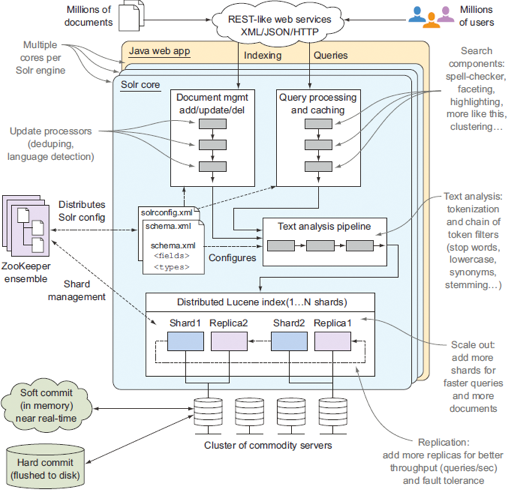 Millions of
documents
REST-like web services
XML/JSON/HTTP
Millions of
users
Multiple
cores per
Solr engine
Java web app
Indexing
Queries
Solr core
Search
components:
spell-checker,
faceting,
highlighting,
more like this,
clustering…
Document mgmt
add/update/del
Query processing
and caching
Update processors
(deduping,
language detection)
Distributes
Solr config
solrconfig.xml
schema.xml
schema.xml
<fields>
<types>
Text analysis pipeline
Configures
Text analysis:
tokenization and
chain of
token filters
(stop words,
lowercase,
synonyms,
stemming…)
ZooKeeper
ensemble
Shard
management
Distributed Lucene index(1…N shards)
Shard1
Replica2
Shard2
Replica1
Scale out:
add more
shards for
faster queries
and more
documents
Soft commit
(in memory)
near real-time
Cluster of commodity servers
Hard commit
(flushed to disk)
Replication:
add more replicas for better
throughput (queries/sec)
and fault tolerance